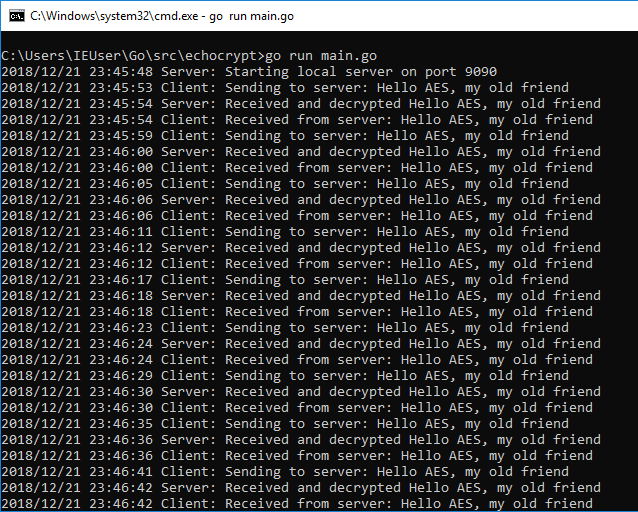 C:\Windows\system32\cmd.exe - go run main.go
C:\Users\IEUser\Go\src\echocrypt>go run main.go
2018/12/21 23:45:48 Server: Starting local server on port 9090
2018/12/21 23:45:53 Client: Sending to server: Hello AES, my old friend
2018/12/21 23:45:54 Server: Received and decrypted Hello AES, my old friend
2018/12/21 23:45:54 Client: Received from server: Hello AES, my old friend
2018/12/21 23:45:59 Client: Sending to server: Hello AES, my old friend
2018/12/21 23:46:00 Server: Received and decrypted Hello AES, my old friend
2018/12/21 23:46:00 Client: Received from server: Hello AES, my old friend
2018/12/21 23:46:05 Client: Sending to server: Hello AES, my old friend
2018/12/21 23:46:06 Server: Received and decrypted Hello AES, my old friend
2018/12/21 23:46:06 Client: Received from server: Hello AES, my old friend
2018/12/21 23:46:11 Client: Sending to server: Hello AES, my old friend
2018/12/21 23:46:12 Server: Received and decrypted Hello AES, my old friend
2018/12/21 23:46:12 Client: Received from server: Hello AES, my old friend
2018/12/21 23:46:17 Client: Sending to server: Hello AES, my old friend
2018/12/21 23:46:18 Server: Received and decrypted Hello AES, my old friend
2018/12/21 23:46:18 Client: Received from server: Hello AES, my old friend
2018/12/21 23:46:23 Client: Sending to server: Hello AES, my old friend
2018/12/21 23:46:24 Server: Received and decrypted Hello AES, my old friend
2018/12/21 23:46:24 Client: Received from server: Hello AES, my old friend
2018/12/21 23:46:29 Client: Sending to server: Hello AES, my old friend
2018/12/21 23:46:30 Server: Received and decrypted Hello AES, my old friend
2018/12/21 23:46:30 Client: Received from server: Hello AES, my old friend
2018/12/21 23:46:35 Client: Sending to server: Hello AES, my old friend
2018/12/21 23:46:36 Server: Received and decrypted Hello AES, my old friend
2018/12/21 23:46:36 Client: Received from server: Hello AES, my old friend
2018/12/21 23:46:41 Client: Sending to server: Hello AES, my old friend
2018/12/21 23:46:42 Server: Received and decrypted Hello AES, my old friend
2018/12/21 23:46:42 Client: Received from server: Hello AES, my old friend